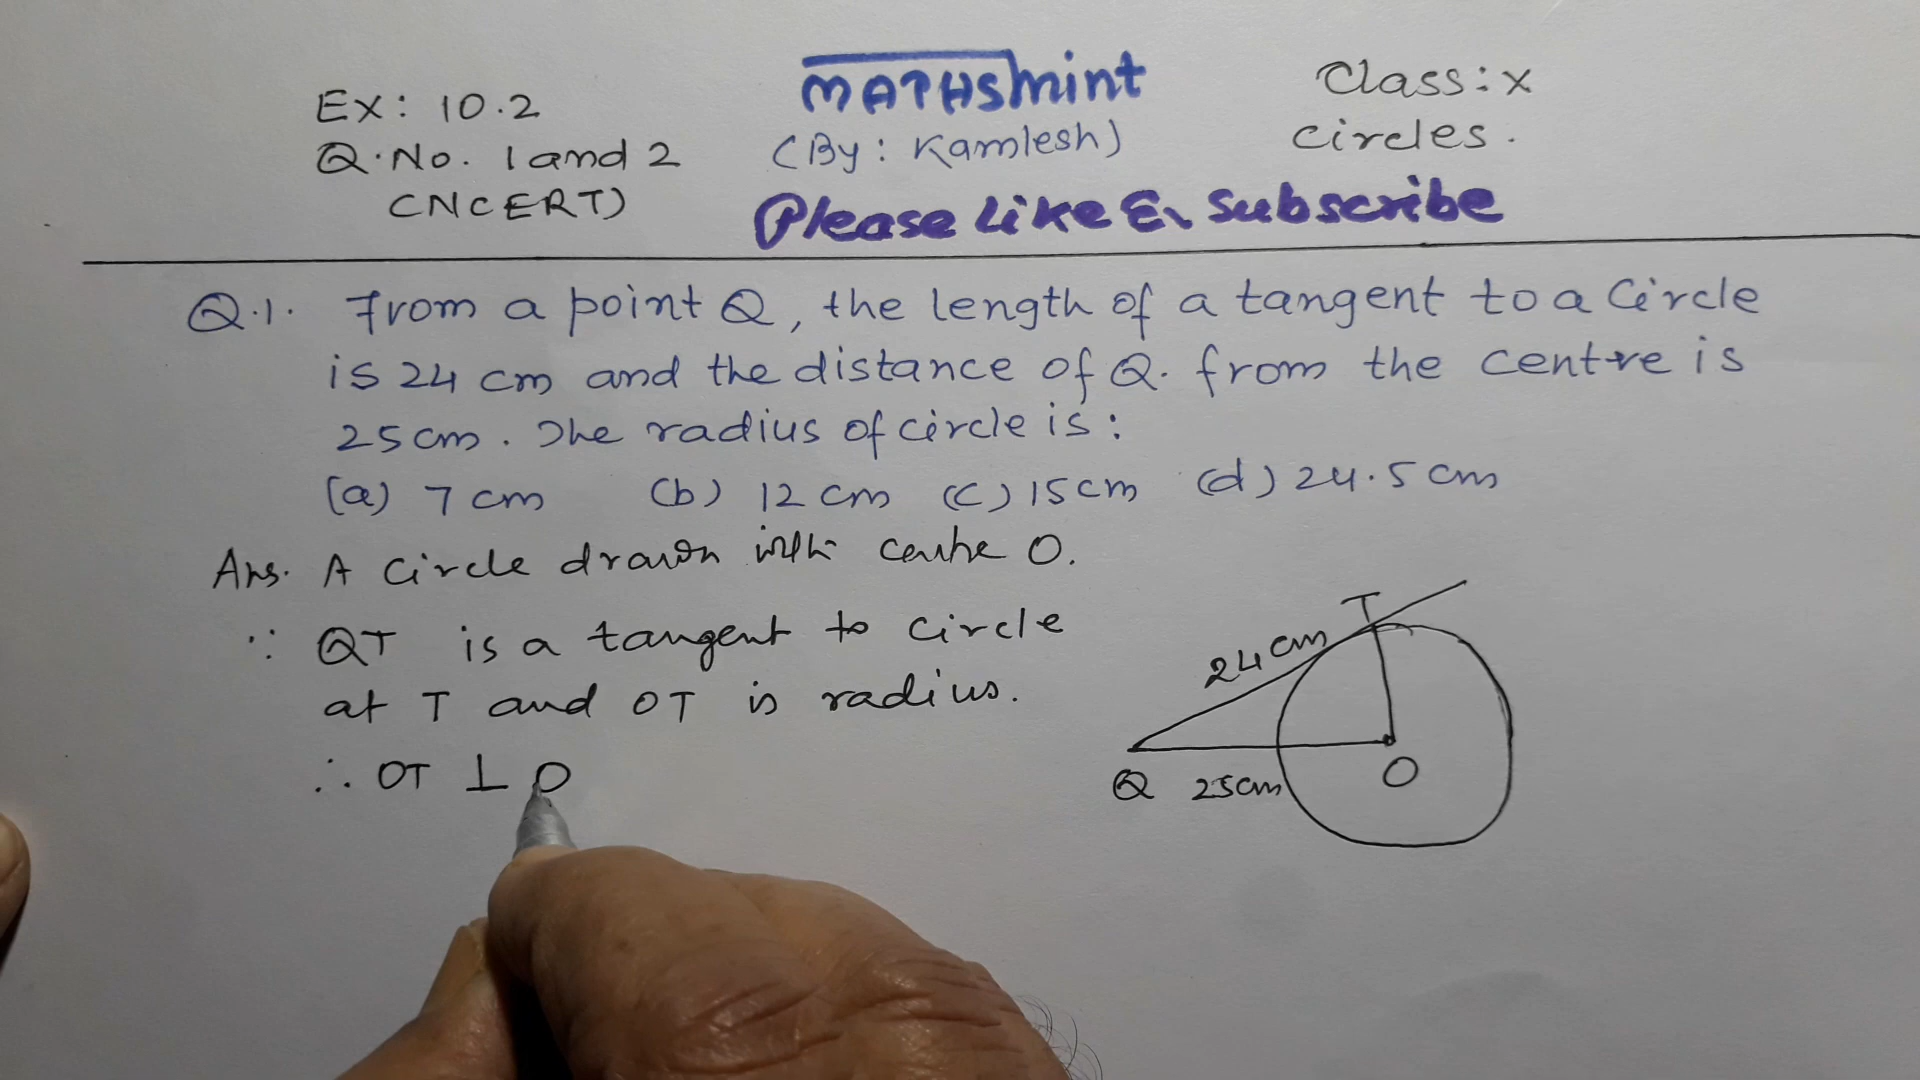 Ex: 10.2
Q.No. 1 and 2
(NCERT)
MATHSmint
(By: Kamlesh)
Please Like & Subscribe
Class: X
Circles.
Q.1. From a point Q, the length of a tangent to a Circle
is 24 cm and the distance of Q. from the centre is
25 cm. The radius of circle is:
(a) 7 cm (b) 12 cm (c) 15 cm (d) 24.5 cm
Ans. A Circle drawn with centre O.
∵ QT is a tangent to circle
at T and OT is radius.
∴ OT ⊥ O
T
24 cm
Q 25cm O